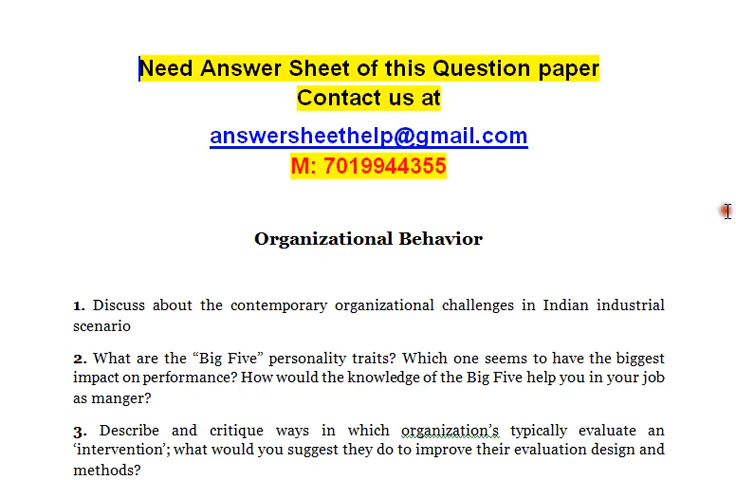 Need Answer Sheet of this Question paper
Contact us at
answersheethelp@gmail.com
M: 7019944355
Organizational Behavior
1. Discuss about the contemporary organizational challenges in Indian industrial
scenario
2. What are the “Big Five” personality traits? Which one seems to have the biggest
impact on performance? How would the knowledge of the Big Five help you in your job
as manger?
3. Describe and critique ways in which organization’s typically evaluate an
‘intervention’; what would you suggest they do to improve their evaluation design and
methods?